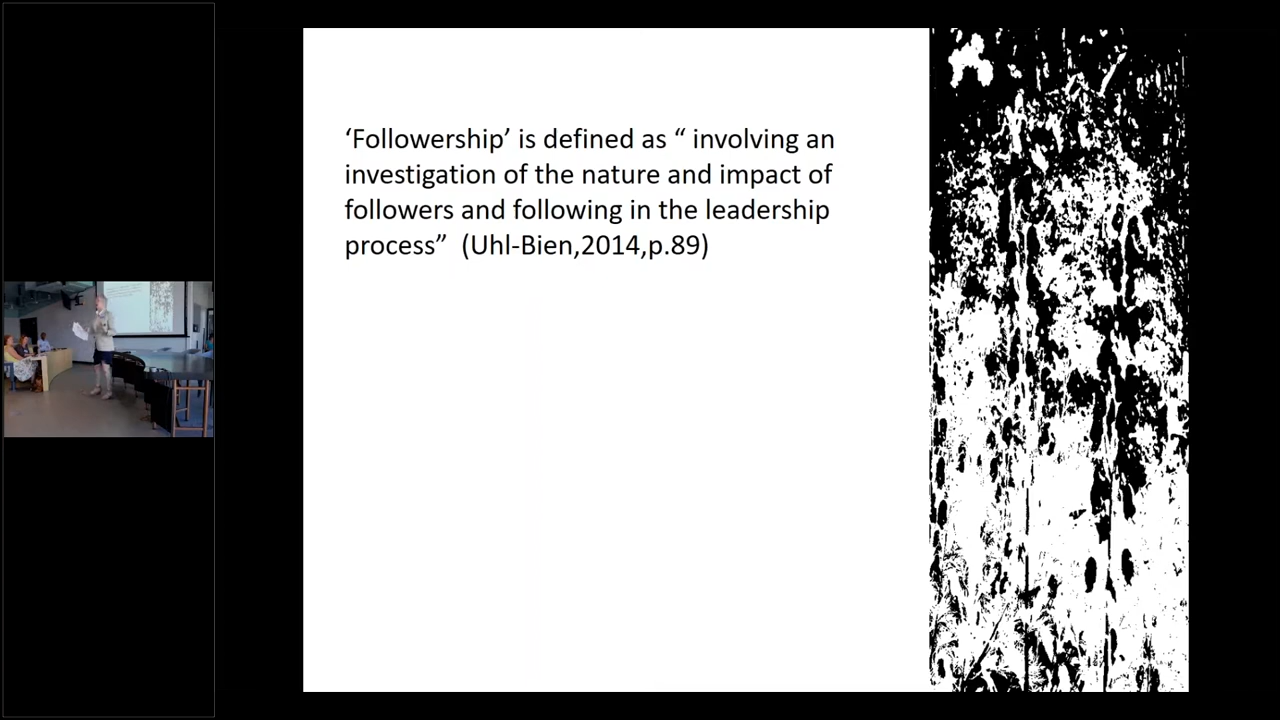 ‘Followership’ is defined as “ involving an
investigation of the nature and impact of
followers and following in the leadership
process”  (Uhl-Bien,2014,p.89)